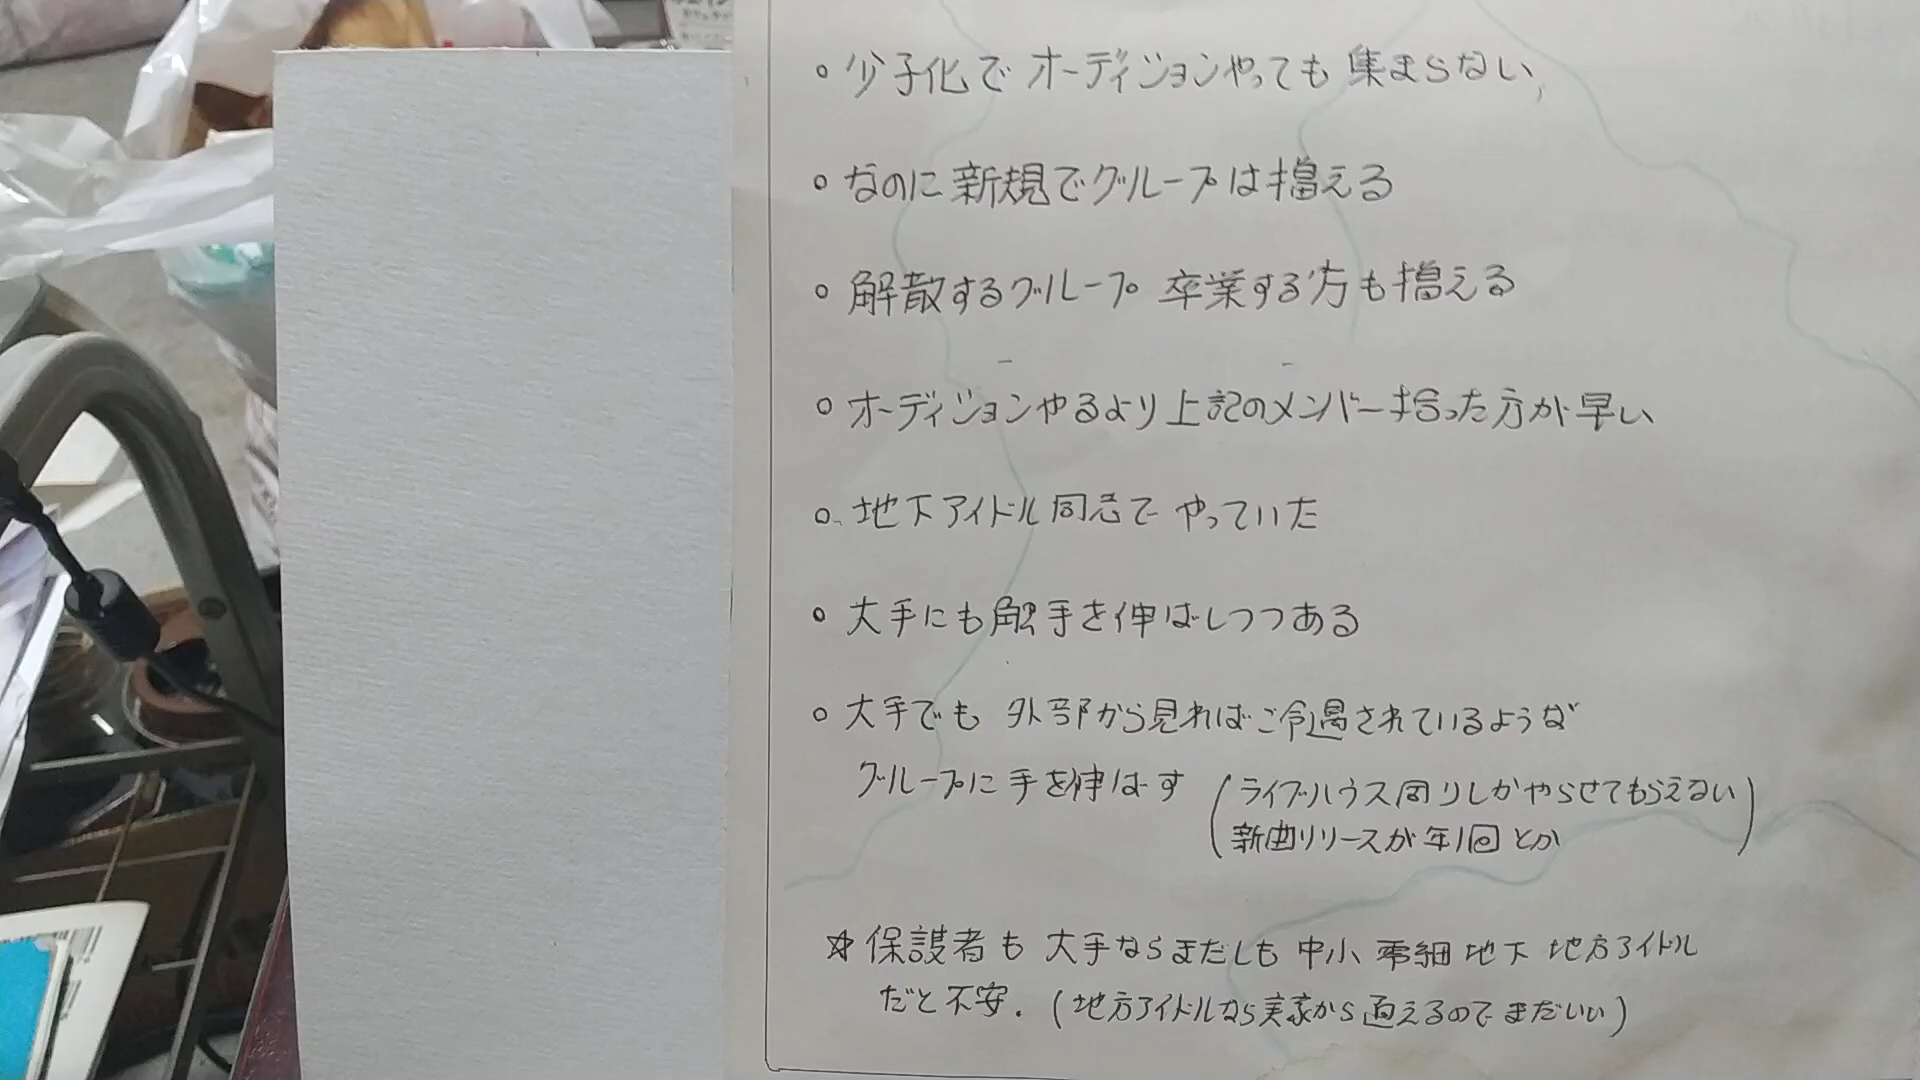 ○ 少子化で オーディションやっても 集まらない
○ なのに 新規でグループは増える
○ 解散するグループ 卒業する方も増える
○ オーディションやるより上記のメンバー拾った方が早い
○ 地下アイドル同志で やっていた
○ 大手にも触手を伸ばしつつある
○ 大手でも 外部から見ればご冷遇されているような
グループに手を伸ばす (ライブハウス周りしかやらせてもらえない
新曲リリースが年1回とか)
☆ 保護者も 大手ならまだしも 中小 零細 地下 地方アイドル
だと不安. (地方アイドルなら実家から通えるのでまだいい)